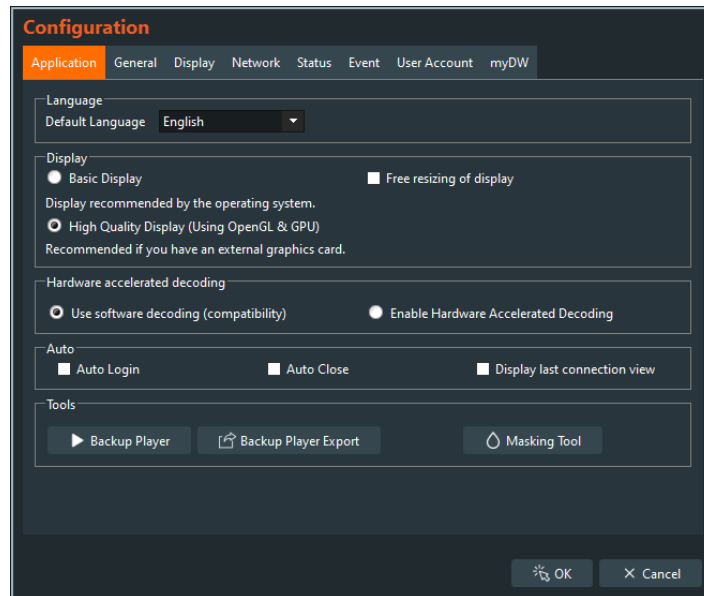 Configuration
Application General Display Network Status Event User Account myDW
Language
Default Language English
Display
Basic Display Free resizing of display
Display recommended by the operating system.
High Quality Display (Using OpenGL & GPU)
Recommended if you have an external graphics card.
Hardware accelerated decoding
Use software decoding (compatibility) Enable Hardware Accelerated Decoding
Auto
Auto Login Auto Close Display last connection view
Tools
Backup Player Backup Player Export Masking Tool
OK Cancel